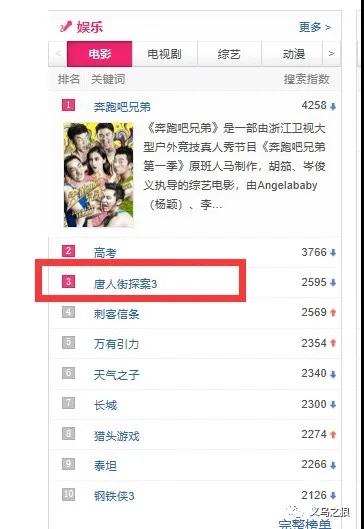 娱乐 更多 >
< 电影 电视剧 综艺 动漫 >
排名 关键词 搜索指数
1 奔跑吧兄弟 4258
《奔跑吧兄弟》是一部由浙江卫视大
型户外竞技真人秀节目《奔跑吧兄弟
第一季》原班人马制作，胡笳、岑俊
义执导的综艺电影，由Angelababy
（杨颖）、李…
2 高考 3766
3 唐人街探案3 2595
4 刺客信条 2569
5 万有引力 2354
6 天气之子 2340
7 长城 2300
8 猎头游戏 2274
9 泰坦 2266
10 钢铁侠3 2126
义乌之狼
完整榜单